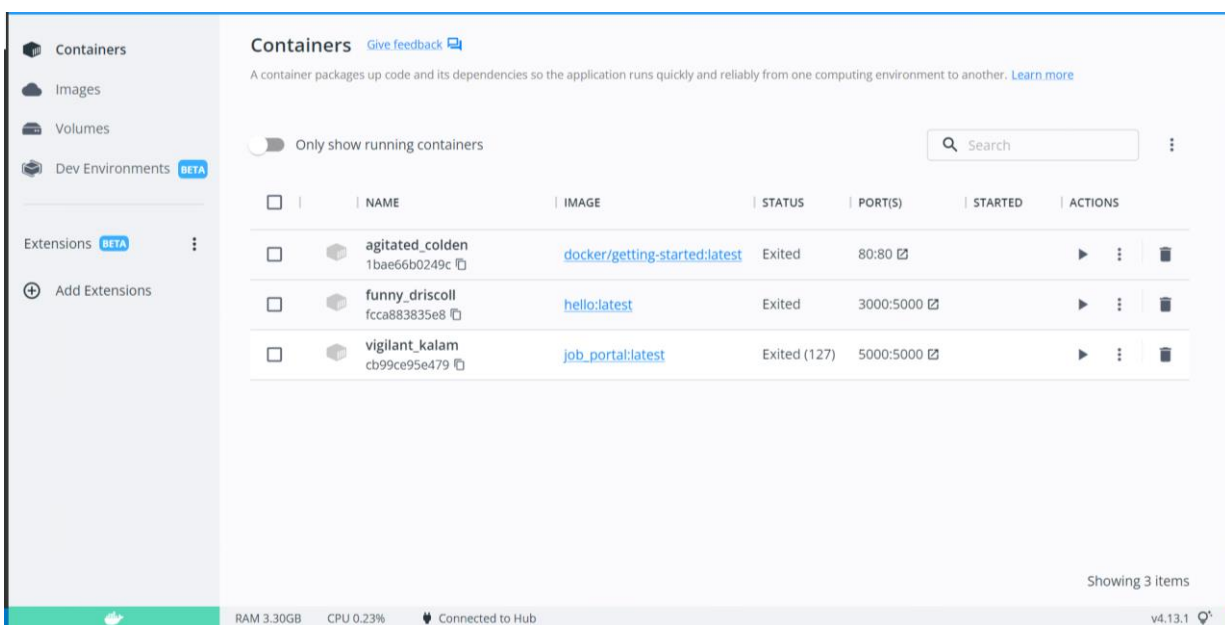 Containers
Images
Volumes
Dev Environments BETA
Extensions BETA
Add Extensions
Containers Give feedback
A container packages up code and its dependencies so the application runs quickly and reliably from one computing environment to another. Learn more
Only show running containers
Search
NAME IMAGE STATUS PORT(S) STARTED ACTIONS
agitated_colden docker/getting-started:latest Exited 80:80
1bae66b0249c
funny_driscoll hello:latest Exited 3000:5000
fcca883835e8
vigilant_kalam job_portal:latest Exited (127) 5000:5000
cb99ce95e479
Showing 3 items
RAM 3.30GB CPU 0.23% Connected to Hub v4.13.1